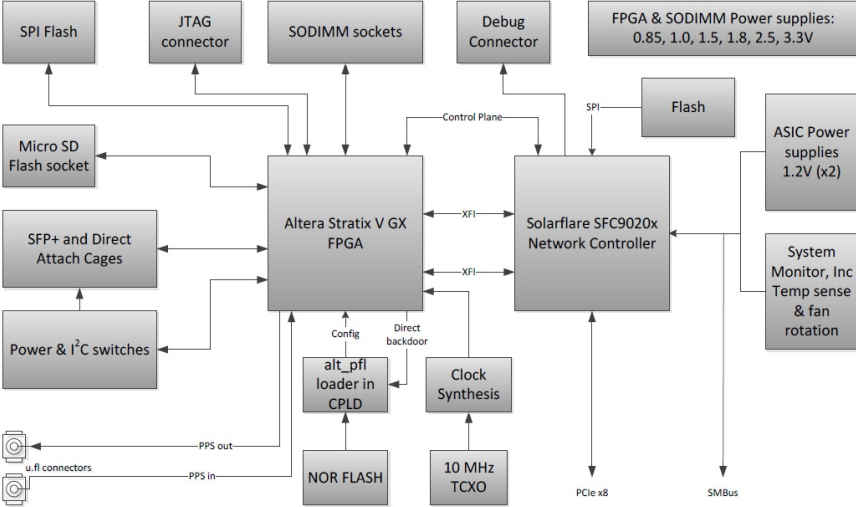 SPI Flash
JTAG
connector
SODIMM sockets
Debug
Connector
FPGA & SODIMM Power supplies:
0.85, 1.0, 1.5, 1.8, 2.5, 3.3V
SPI
Flash
Control Plane
ASIC Power
supplies
1.2V (x2)
Micro SD
Flash socket
Altera Stratix V GX
FPGA
XFI
XFI
Solarflare SFC9020x
Network Controller
SFP+ and Direct
Attach Cages
System
Monitor, Inc
Temp sense
& fan
rotation
Power & I²C switches
Config
Direct
backdoor
alt_pfl
loader in
CPLD
Clock
Synthesis
PPS out
u.fl connectors
PPS in
NOR FLASH
10 MHz
TCXO
PCIe x8
SMBus